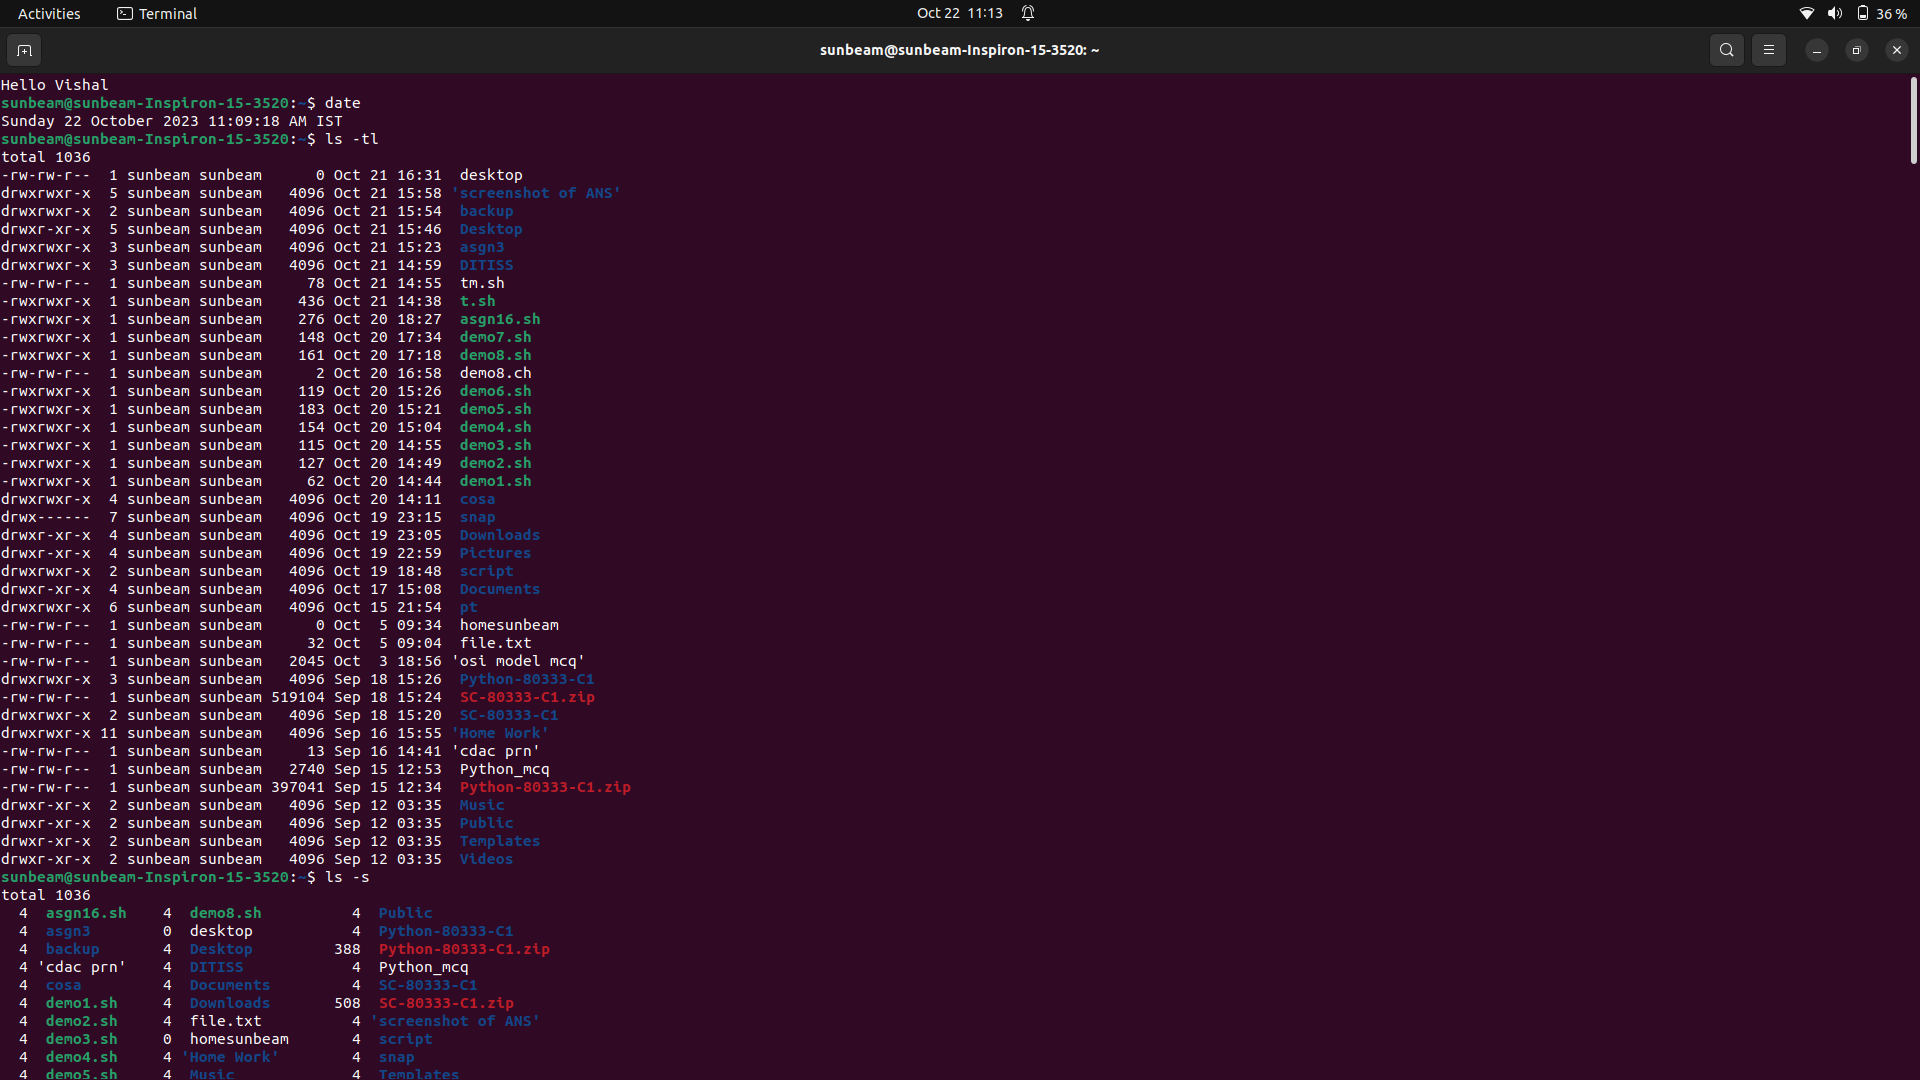 Activities Terminal Oct 22 11:13 36 %
sunbeam@sunbeam-Inspiron-15-3520: ~
Hello Vishal
sunbeam@sunbeam-Inspiron-15-3520:~$ date
Sunday 22 October 2023 11:09:18 AM IST
sunbeam@sunbeam-Inspiron-15-3520:~$ ls -tl
total 1036
-rw-rw-r--  1 sunbeam sunbeam      0 Oct 21 16:31  desktop
drwxrwxr-x  5 sunbeam sunbeam   4096 Oct 21 15:58 'screenshot of ANS'
drwxrwxr-x  2 sunbeam sunbeam   4096 Oct 21 15:54  backup
drwxr-xr-x  5 sunbeam sunbeam   4096 Oct 21 15:46  Desktop
drwxrwxr-x  3 sunbeam sunbeam   4096 Oct 21 15:23  asgn3
drwxrwxr-x  3 sunbeam sunbeam   4096 Oct 21 14:59  DITISS
-rw-rw-r--  1 sunbeam sunbeam     78 Oct 21 14:55  tm.sh
-rwxrwxr-x  1 sunbeam sunbeam    436 Oct 21 14:38  t.sh
-rwxrwxr-x  1 sunbeam sunbeam    276 Oct 20 18:27  asgn16.sh
-rwxrwxr-x  1 sunbeam sunbeam    148 Oct 20 17:34  demo7.sh
-rwxrwxr-x  1 sunbeam sunbeam    161 Oct 20 17:18  demo8.sh
-rw-rw-r--  1 sunbeam sunbeam      2 Oct 20 16:58  demo8.ch
-rwxrwxr-x  1 sunbeam sunbeam    119 Oct 20 15:26  demo6.sh
-rwxrwxr-x  1 sunbeam sunbeam    183 Oct 20 15:21  demo5.sh
-rwxrwxr-x  1 sunbeam sunbeam    154 Oct 20 15:04  demo4.sh
-rwxrwxr-x  1 sunbeam sunbeam    115 Oct 20 14:55  demo3.sh
-rwxrwxr-x  1 sunbeam sunbeam    127 Oct 20 14:49  demo2.sh
-rwxrwxr-x  1 sunbeam sunbeam     62 Oct 20 14:44  demo1.sh
drwxrwxr-x  4 sunbeam sunbeam   4096 Oct 20 14:11  cosa
drwx------  7 sunbeam sunbeam   4096 Oct 19 23:15  snap
drwxr-xr-x  4 sunbeam sunbeam   4096 Oct 19 23:05  Downloads
drwxr-xr-x  4 sunbeam sunbeam   4096 Oct 19 22:59  Pictures
drwxrwxr-x  2 sunbeam sunbeam   4096 Oct 19 18:48  script
drwxr-xr-x  4 sunbeam sunbeam   4096 Oct 17 15:08  Documents
drwxrwxr-x  6 sunbeam sunbeam   4096 Oct 15 21:54  pt
-rw-rw-r--  1 sunbeam sunbeam      0 Oct  5 09:34  homesunbeam
-rw-rw-r--  1 sunbeam sunbeam     32 Oct  5 09:04  file.txt
-rw-rw-r--  1 sunbeam sunbeam   2045 Oct  3 18:56 'osi model mcq'
drwxrwxr-x  3 sunbeam sunbeam   4096 Sep 18 15:26  Python-80333-C1
-rw-rw-r--  1 sunbeam sunbeam 519104 Sep 18 15:24  SC-80333-C1.zip
drwxrwxr-x  2 sunbeam sunbeam   4096 Sep 18 15:20  SC-80333-C1
drwxrwxr-x 11 sunbeam sunbeam   4096 Sep 16 15:55 'Home Work'
-rw-rw-r--  1 sunbeam sunbeam     13 Sep 16 14:41 'cdac prn'
-rw-rw-r--  1 sunbeam sunbeam   2740 Sep 15 12:53  Python_mcq
-rw-rw-r--  1 sunbeam sunbeam 397041 Sep 15 12:34  Python-80333-C1.zip
drwxr-xr-x  2 sunbeam sunbeam   4096 Sep 12 03:35  Music
drwxr-xr-x  2 sunbeam sunbeam   4096 Sep 12 03:35  Public
drwxr-xr-x  2 sunbeam sunbeam   4096 Sep 12 03:35  Templates
drwxr-xr-x  2 sunbeam sunbeam   4096 Sep 12 03:35  Videos
sunbeam@sunbeam-Inspiron-15-3520:~$ ls -s
total 1036
  4  asgn16.sh    4  demo8.sh          4  Public
  4  asgn3        0  desktop           4  Python-80333-C1
  4  backup       4  Desktop         388  Python-80333-C1.zip
  4 'cdac prn'    4  DITISS            4  Python_mcq
  4  cosa         4  Documents         4  SC-80333-C1
  4  demo1.sh     4  Downloads       508  SC-80333-C1.zip
  4  demo2.sh     4  file.txt          4 'screenshot of ANS'
  4  demo3.sh     0  homesunbeam       4  script
  4  demo4.sh     4 'Home Work'        4  snap
  4  demo5.sh     4  Music             4  Templates